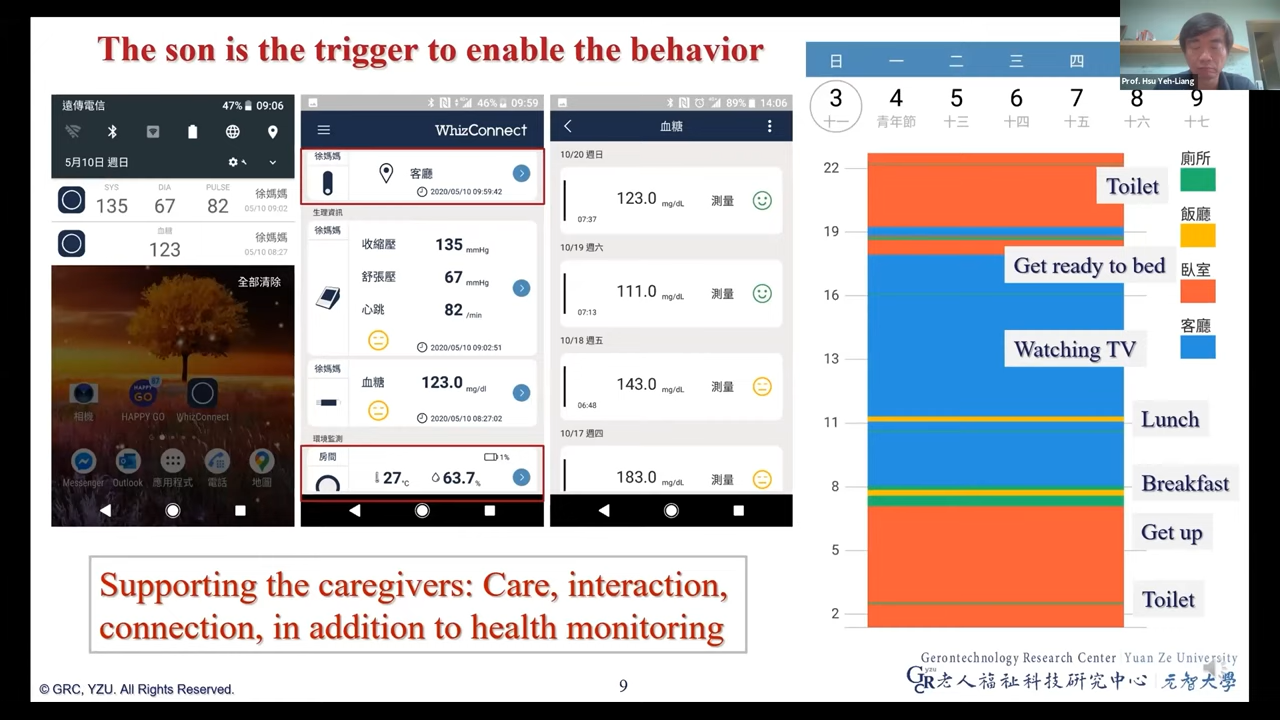 The son is the trigger to enable the behavior
遠傳電信
47%
09:06
5月10日 週日
SYS
DIA
PULSE
135
67
82
徐媽媽
05/10 09:02
血糖
123
徐媽媽
05/10 08:27
全部清除
相機
HAPPY GO
WhizConnect
Messenger
Outlook
應用程式
電話
地圖
46% 09:59
WhizConnect
徐媽媽
客廳
2020/05/10 09:59:42
生理資訊
徐媽媽
收縮壓 135 mmHg
舒張壓 67 mmHg
心跳 82 /min
2020/05/10 09:02:51
徐媽媽
血糖 123.0 mg/dl
2020/05/10 08:27:02
環境監測
房間
1%
27 °C
63.7 %
89% 14:06
血糖
10/20 週日
123.0 mg/dL 測量
07:37
10/19 週六
111.0 mg/dL 測量
07:13
10/18 週五
143.0 mg/dL 測量
06:48
10/17 週四
183.0 mg/dL 測量
日 一 二 三 四
3 4 5 6 7 8 9
十一 青年節 十三 十四 十五 十六 十七
22
19
16
13
11
8
5
2
廁所
飯廳
臥室
客廳
Toilet
Get ready to bed
Watching TV
Lunch
Breakfast
Get up
Toilet
Prof. Hsu Yeh-Liang
Supporting the caregivers: Care, interaction,
connection, in addition to health monitoring
Gerontechnology Research Center Yuan Ze University
GRC yzu 老人福祉科技研究中心 元智大學
© GRC, YZU. All Rights Reserved.
9